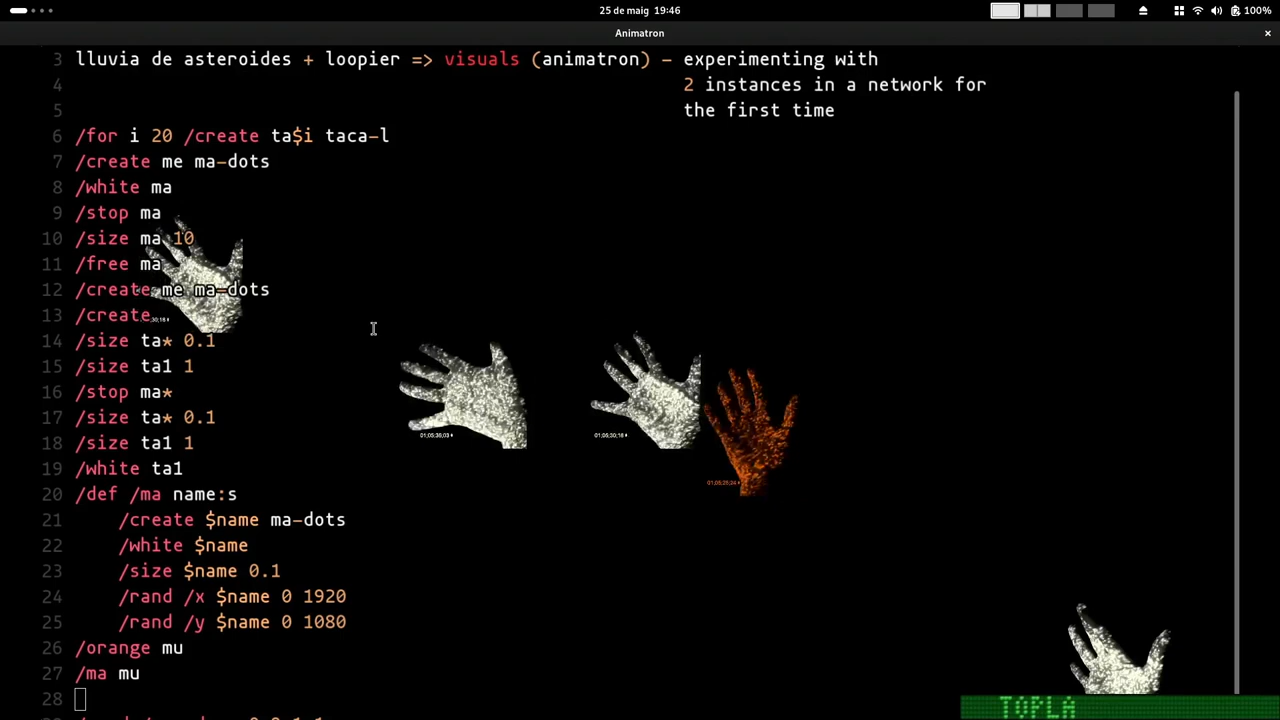 25 de maig 19:46
100%
Animatron
3 lluvia de asteroides + loopier => visuals (animatron) - experimenting with
4 2 instances in a network for
5 the first time
6 /for i 20 /create ta$i taca-l
7 /create me ma-dots
8 /white ma
9 /stop ma
10 /size ma 10
11 /free ma
12 /create me ma-dots
13 /create
14 /size ta* 0.1
15 /size ta1 1
16 /stop ma*
17 /size ta* 0.1
18 /size ta1 1
19 /white ta1
20 /def /ma name:s
21 /create $name ma-dots
22 /white $name
23 /size $name 0.1
24 /rand /x $name 0 1920
25 /rand /y $name 0 1080
26 /orange mu
27 /ma mu
28
TOPLA